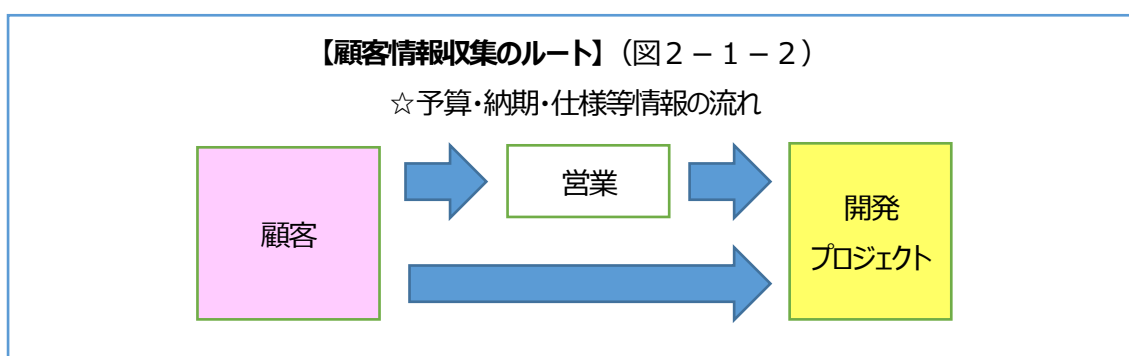 【顧客情報収集のルート】（図２－１－２）
☆予算・納期・仕様等情報の流れ
顧客
営業
開発
プロジェクト